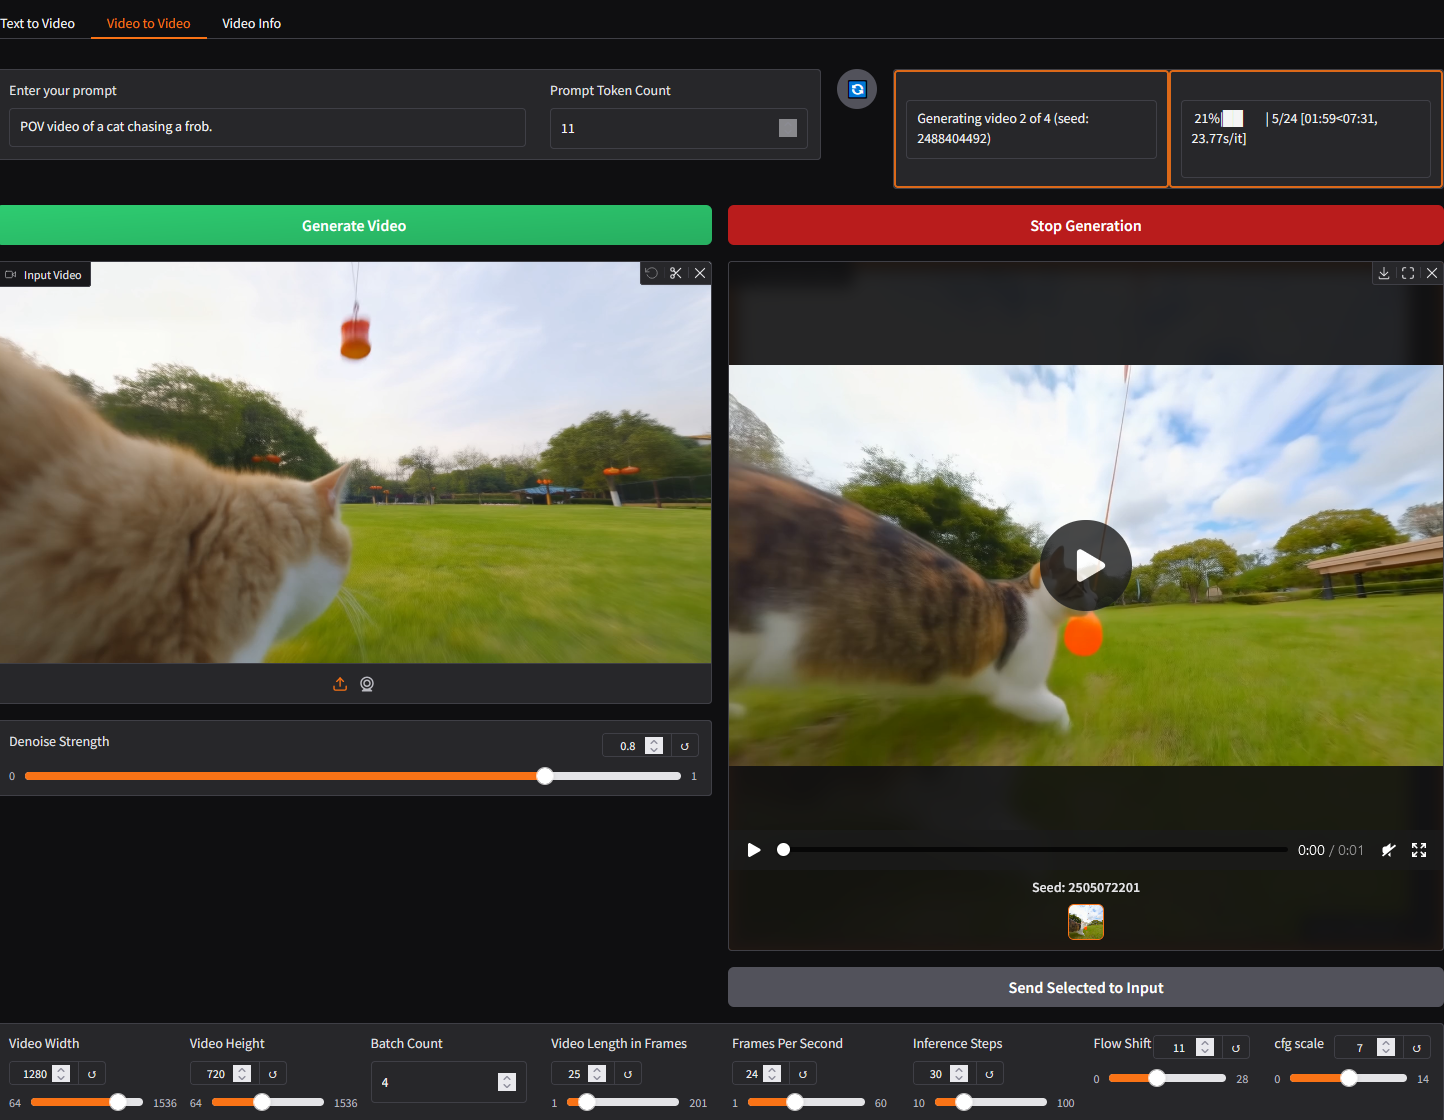 Text to Video
Video to Video
Video Info
Enter your prompt
POV video of a cat chasing a frob.
Prompt Token Count
11
Generating video 2 of 4 (seed:
2488404492)
21%| | 5/24 [01:59<07:31,
23.77s/it]
Generate Video
Stop Generation
Input Video
Denoise Strength
0.8
0
1
0:00 / 0:01
Seed: 2505072201
Send Selected to Input
Video Width
1280
64
1536
Video Height
720
64
1536
Batch Count
4
Video Length in Frames
25
1
201
Frames Per Second
24
1
60
Inference Steps
30
10
100
Flow Shift
11
0
28
cfg scale
7
0
14